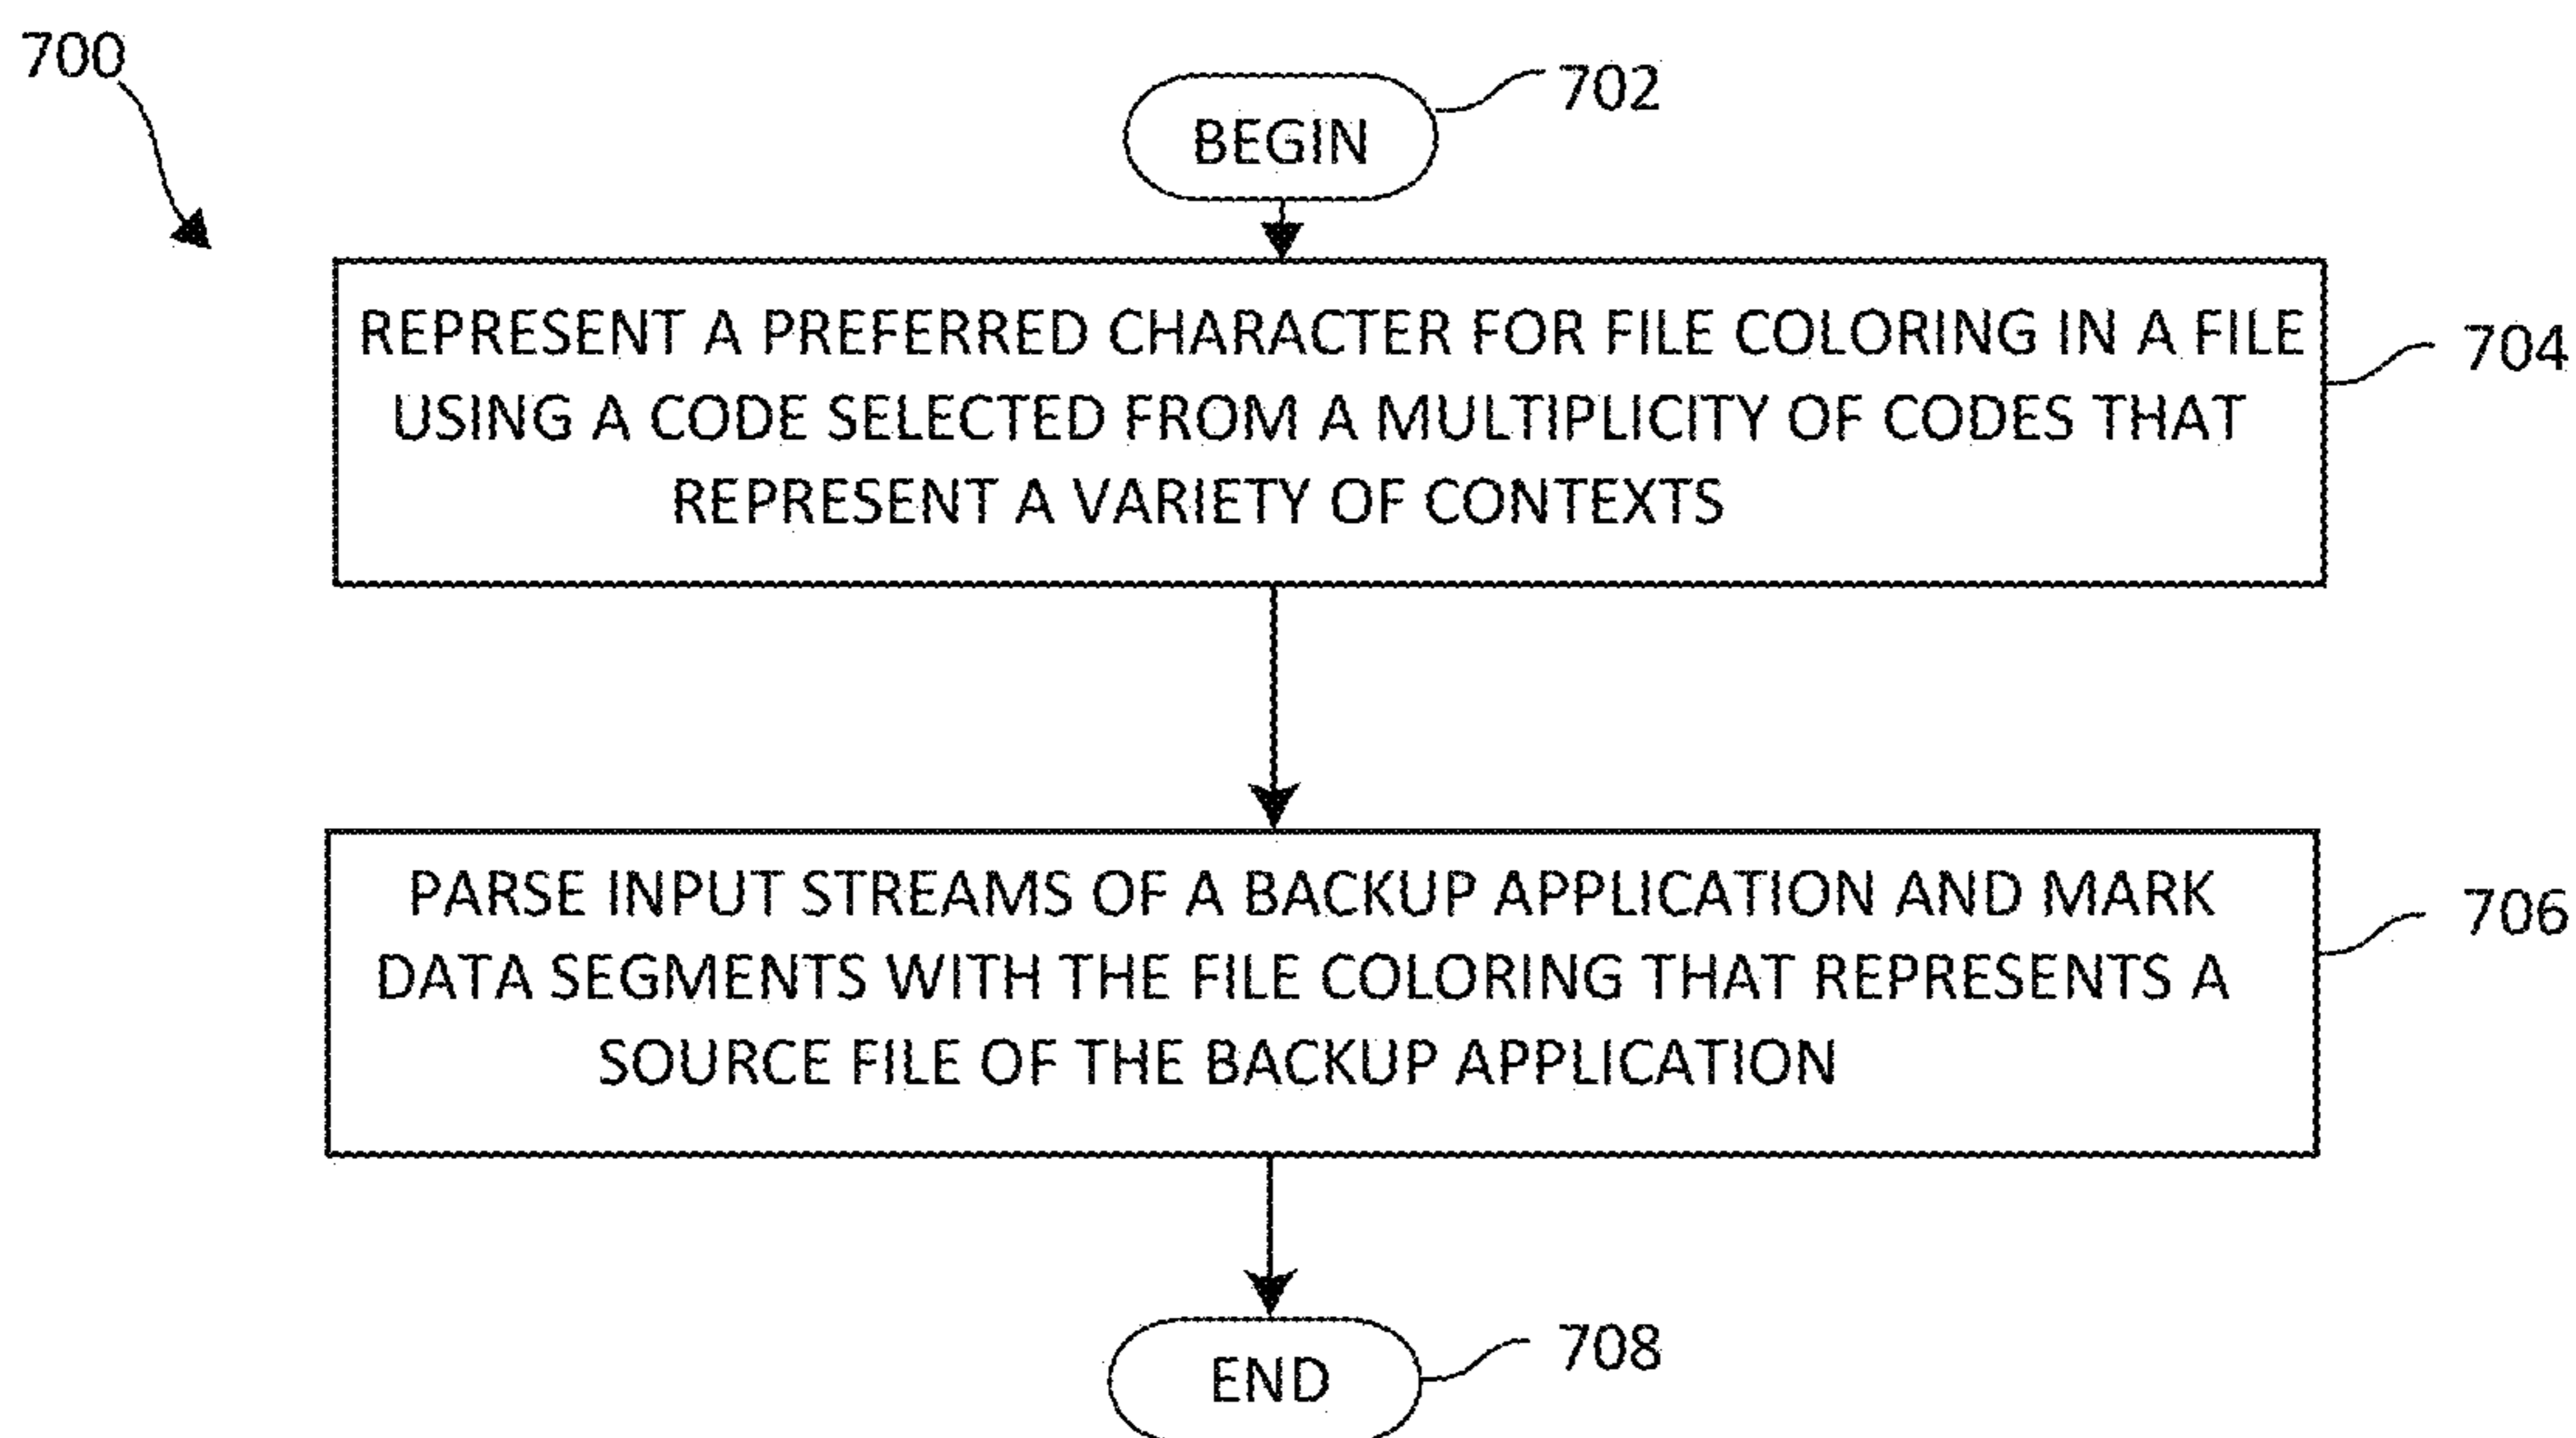 700
702
BEGIN
REPRESENT A PREFERRED CHARACTER FOR FILE COLORING IN A FILE
704
USING A CODE SELECTED FROM A MULTIPLICITY OF CODES THAT
REPRESENT A VARIETY OF CONTEXTS
PARSE INPUT STREAMS OF A BACKUP APPLICATION AND MARK
706
DATA SEGMENTS WITH THE FILE COLORING THAT REPRESENTS A
SOURCE FILE OF THE BACKUP APPLICATION
708
END